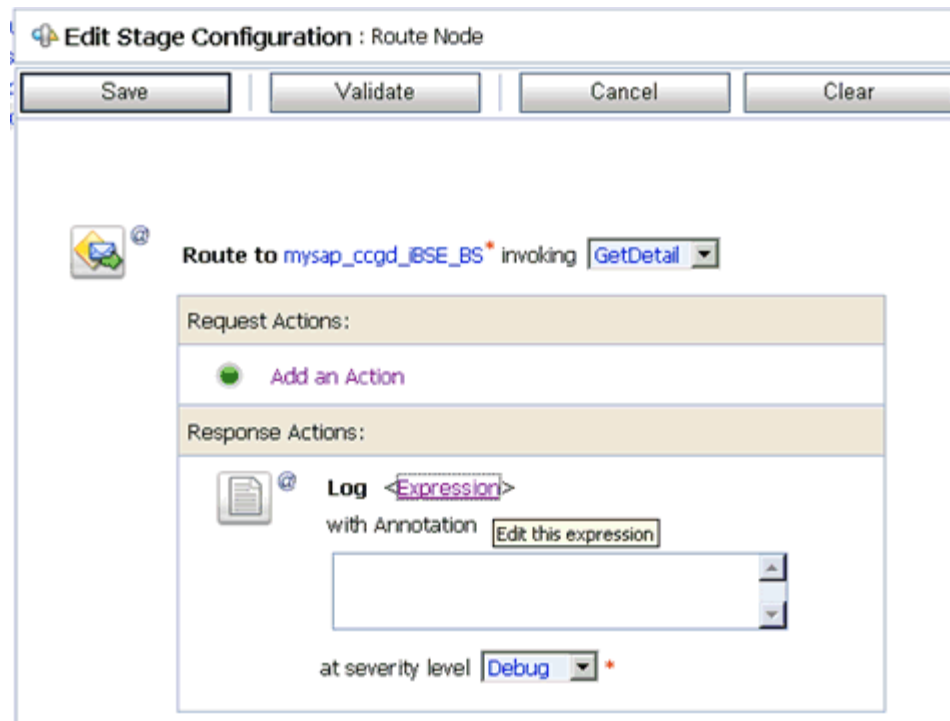 Edit Stage Configuration : Route Node
Save Validate Cancel Clear
@
Route to mysap_ccgd_iBSE_BS* invoking GetDetail
Request Actions:
Add an Action
Response Actions:
@
Log <Expression>
with Annotation
Edit this expression
at severity level Debug *